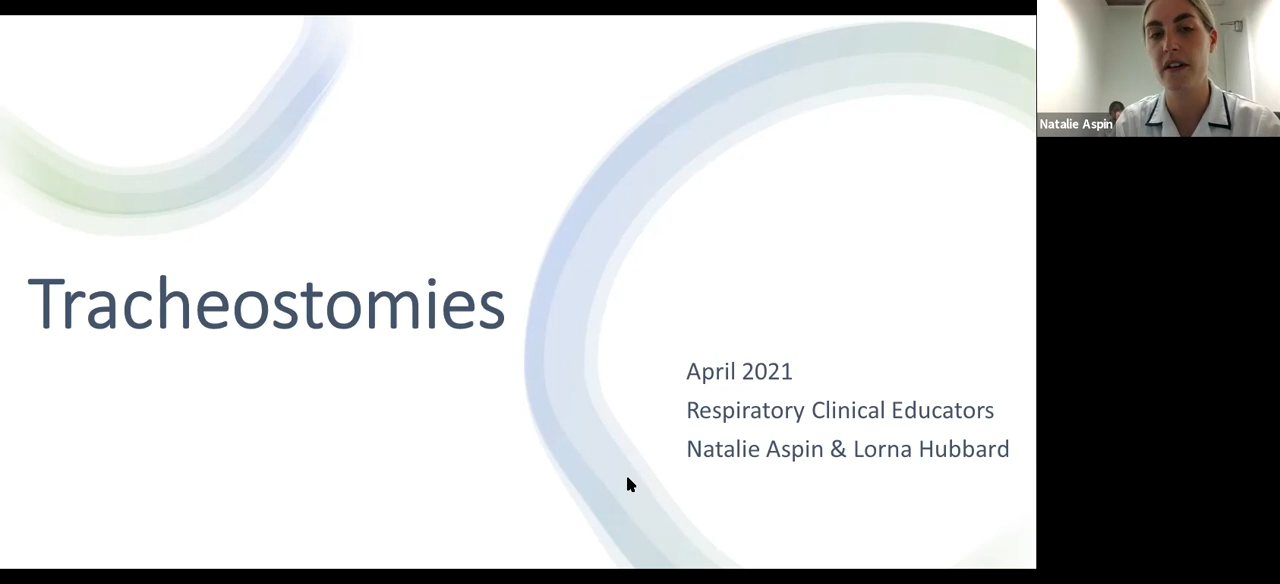 Tracheostomies
April 2021
Respiratory Clinical Educators
Natalie Aspin & Lorna Hubbard
Natalie Aspin